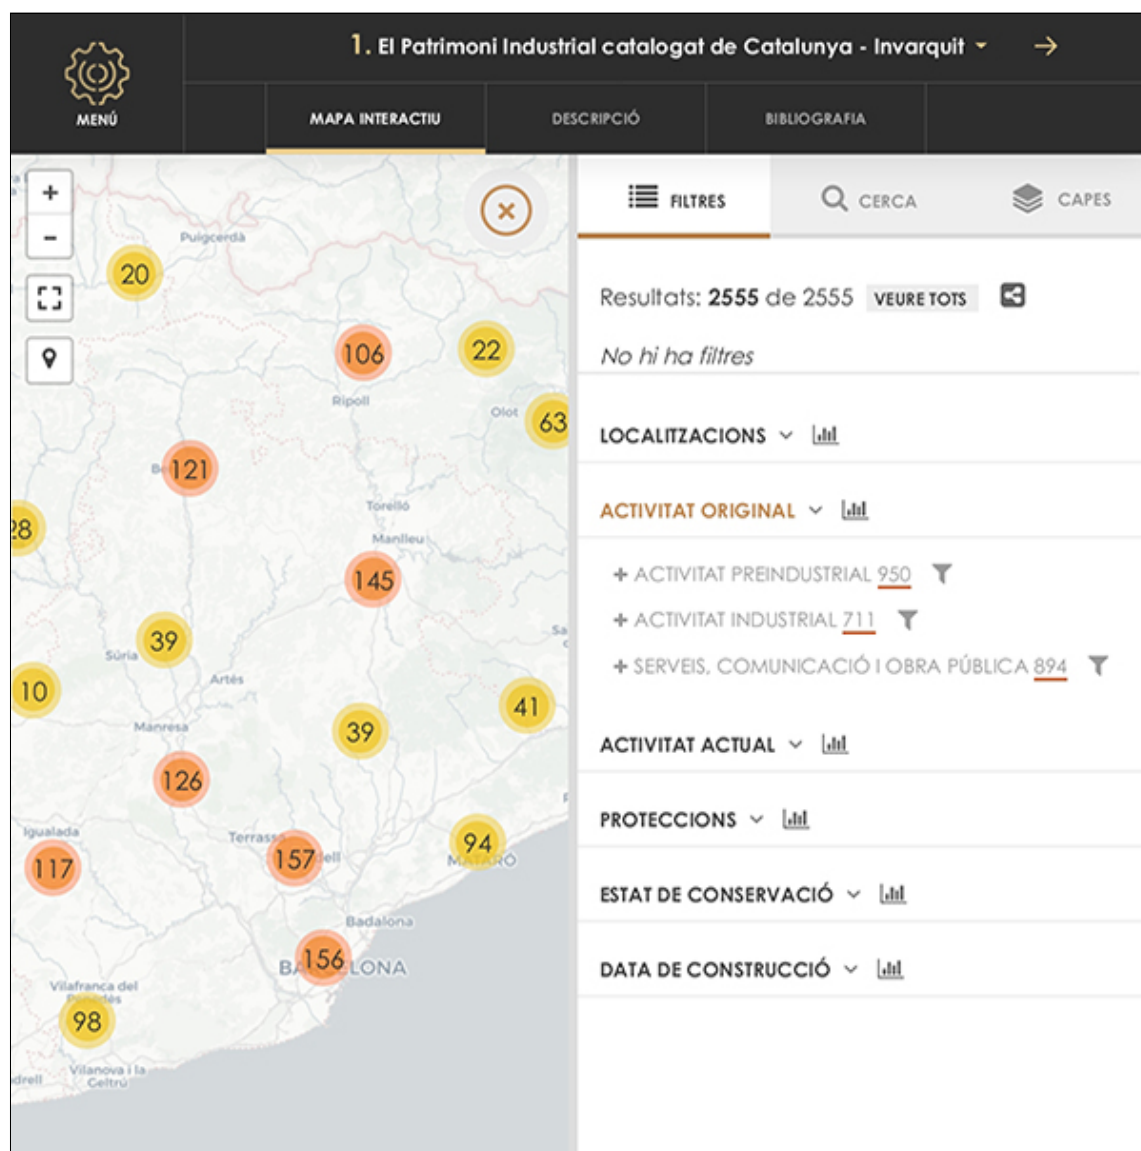 1. El Patrimoni Industrial catalogat de Catalunya - Invarquit
MENÚ
MAPA INTERACTIU
DESCRIPCIÓ
BIBLIOGRAFIA
+
-
Puigcerdà
20
106
22
Ripoll
Olot
63
121
28
Torelló
Manlleu
145
39
Súria
10
Artés
41
Manresa
39
126
Igualada
117
157
94
Badalona
156
Vilafranca del
98
Vilanova i la
Geltrú
FILTRES
CERCA
CAPES
Resultats: 2555 de 2555 VEURE TOTS
No hi ha filtres
LOCALITZACIONS
ACTIVITAT ORIGINAL
+ ACTIVITAT PREINDUSTRIAL 950
+ ACTIVITAT INDUSTRIAL 711
+ SERVEIS, COMUNICACIÓ I OBRA PÚBLICA 894
ACTIVITAT ACTUAL
PROTECCIONS
ESTAT DE CONSERVACIÓ
DATA DE CONSTRUCCIÓ